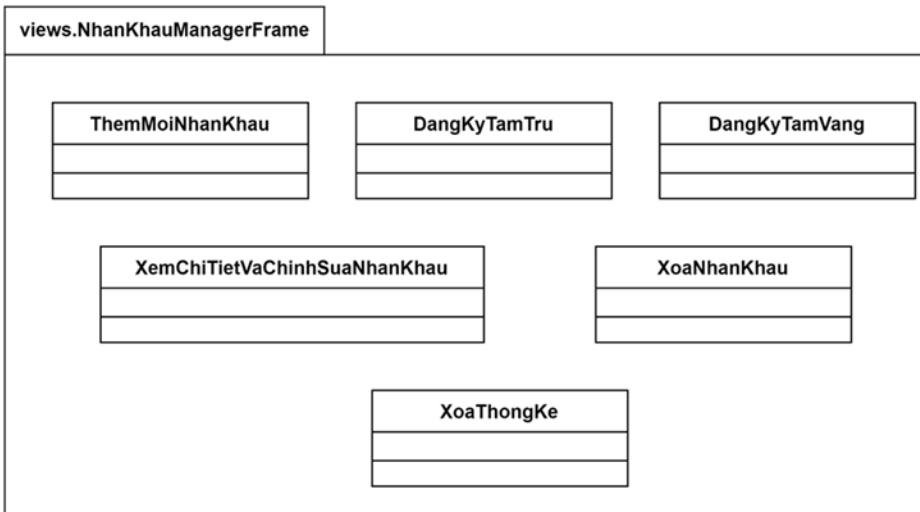 views.NhanKhauManagerFrame
ThemMoiNhanKhau
DangKyTamTru
DangKyTamVang
XemChiTietVaChinhSuaNhanKhau
XoaNhanKhau
XoaThongKe